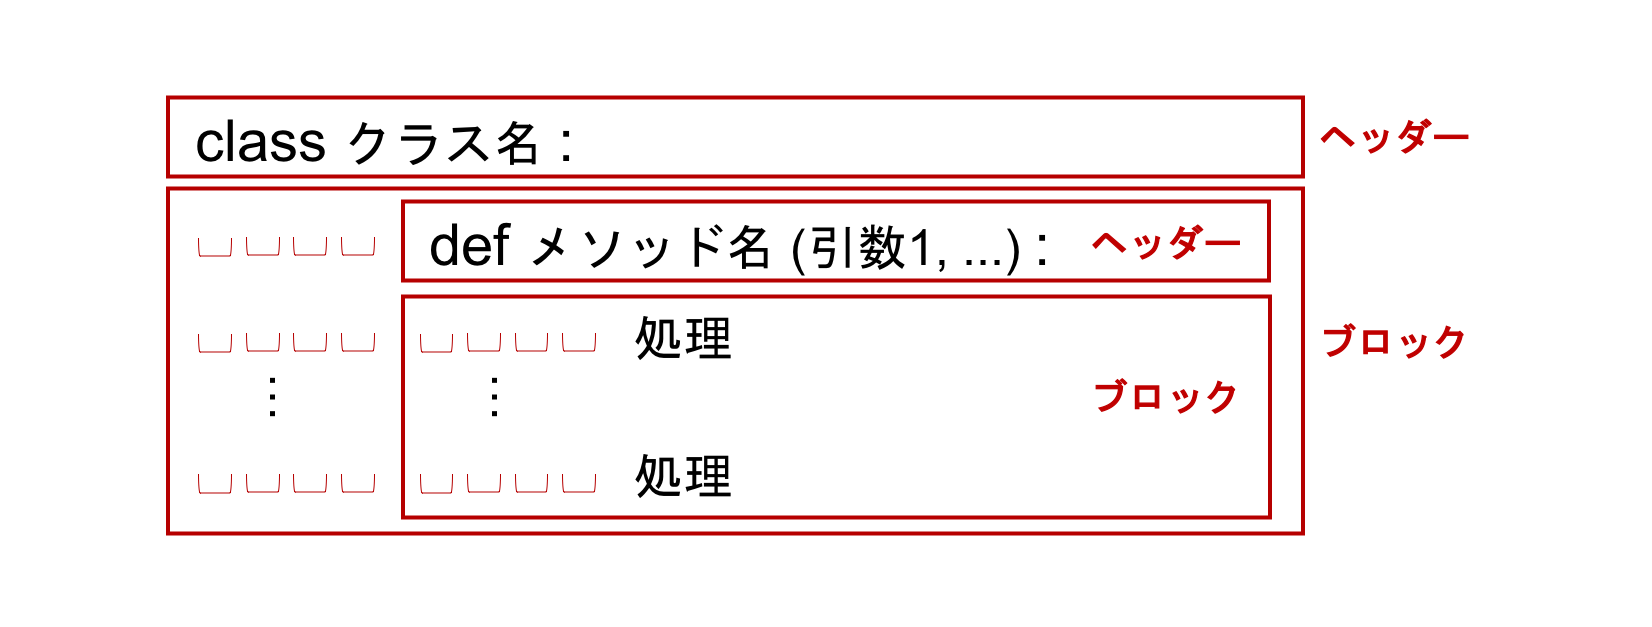 class クラス名：
ヘッダー
def メソッド名 (引数1, ...)：
ヘッダー
処理
ブロック
⋮ ⋮
ブロック
処理